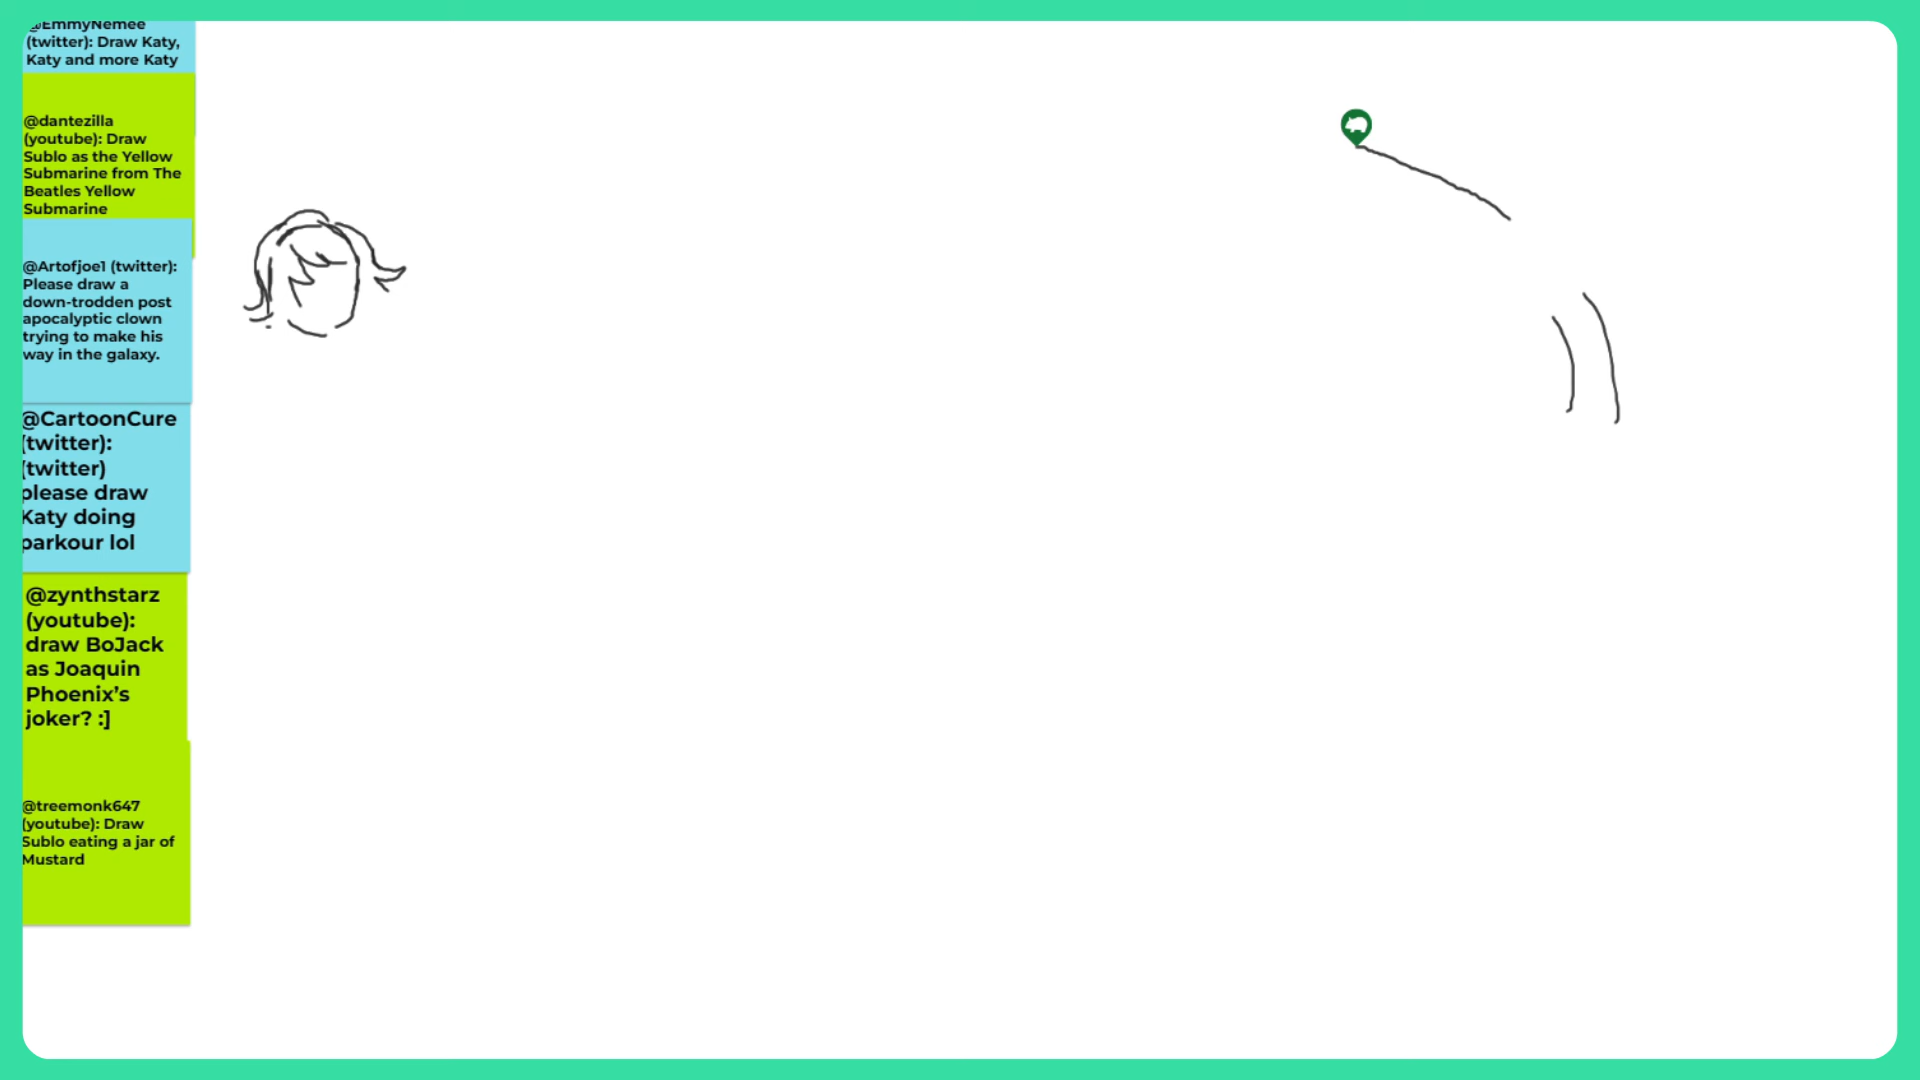 @EmmyNemee
(twitter): Draw Katy,
Katy and more Katy
@dantezilla
(youtube): Draw
Sublo as the Yellow
Submarine from The
Beatles Yellow
Submarine
@Artofjoe1 (twitter):
Please draw a
down-trodden post
apocalyptic clown
trying to make his
way in the galaxy.
@CartoonCure
(twitter):
(twitter)
please draw
Katy doing
parkour lol
@zynthstarz
(youtube):
draw BoJack
as Joaquin
Phoenix’s
joker? :]
@treemonk647
(youtube): Draw
Sublo eating a jar of
Mustard